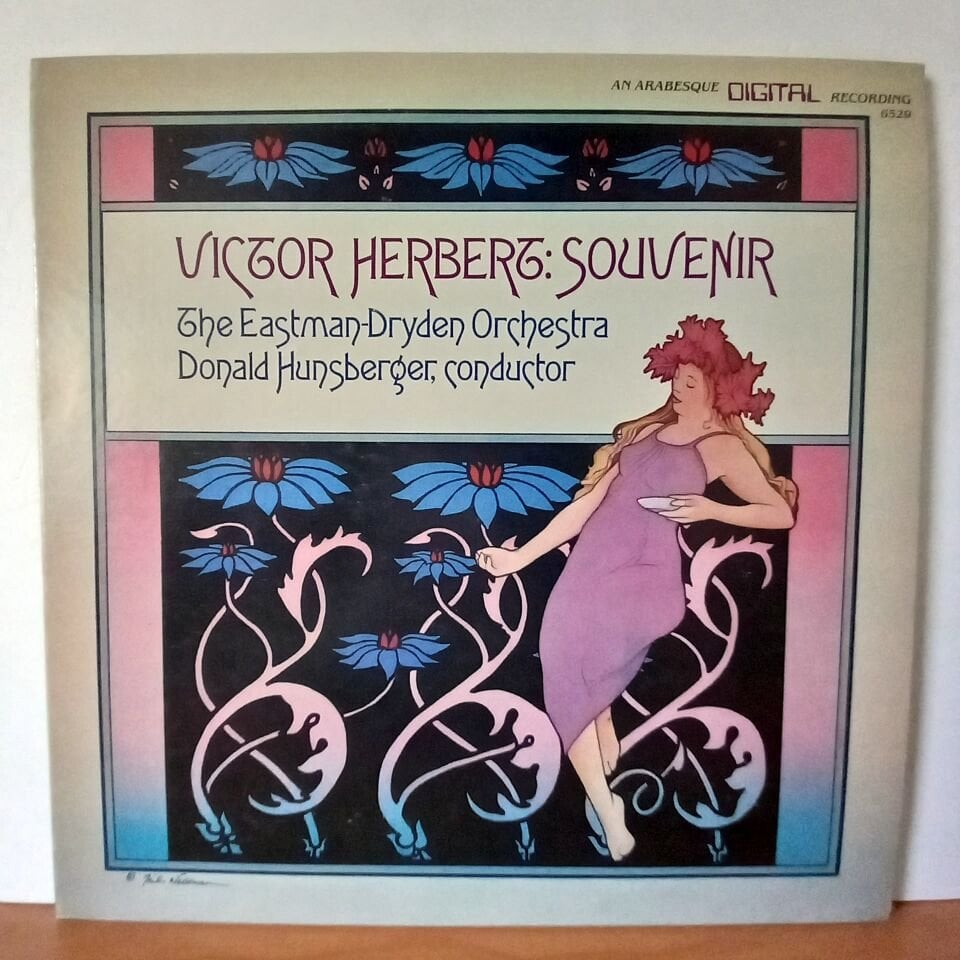 AN ARABESQUE DIGITAL RECORDING
6529
VICTOR HERBERT: SOUVENIR
The Eastman-Dryden Orchestra
Donald Hunsberger, conductor